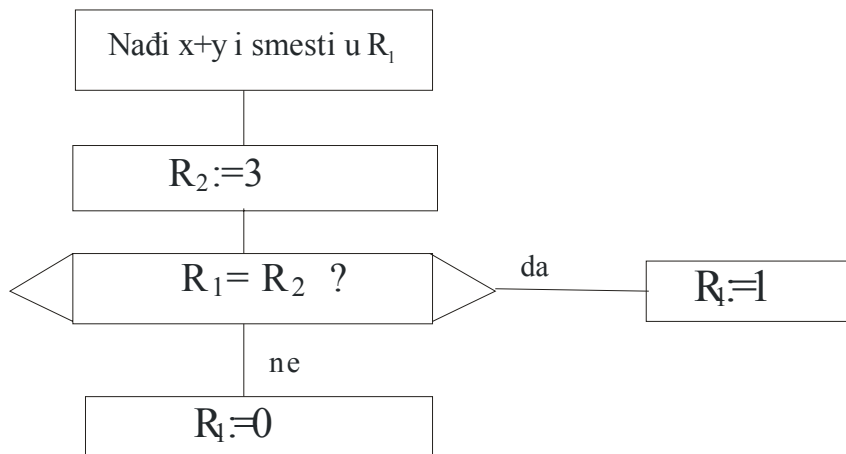 Nađi x+y i smesti u R₁
R₂:=3
R₁= R₂ ?
da
R₁:=1
ne
R₁:=0